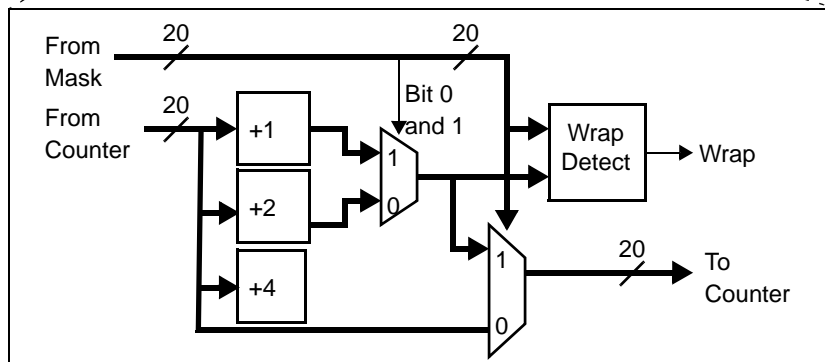 20
20
From
Mask
20
From
Counter
Bit 0
and 1
+1
1
Wrap
Detect
Wrap
+2
0
1
20
To
Counter
+4
0